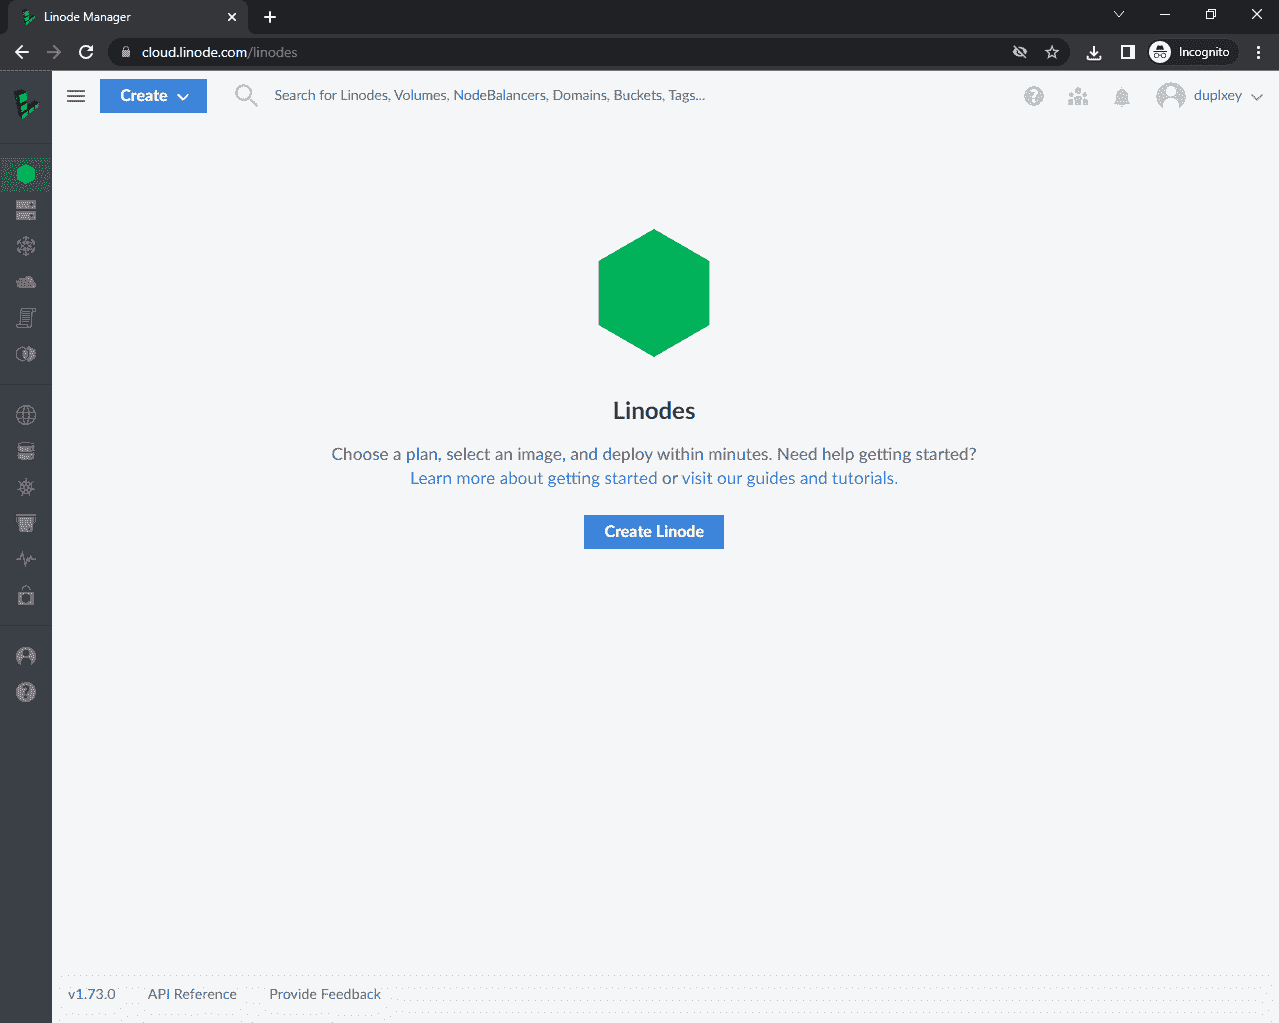 Linode Manager
cloud.linode.com/linodes
Incognito
Create
Search for Linodes, Volumes, NodeBalancers, Domains, Buckets, Tags...
duplxey
Linodes
Choose a plan, select an image, and deploy within minutes. Need help getting started?
Learn more about getting started or visit our guides and tutorials.
Create Linode
v1.73.0
API Reference
Provide Feedback